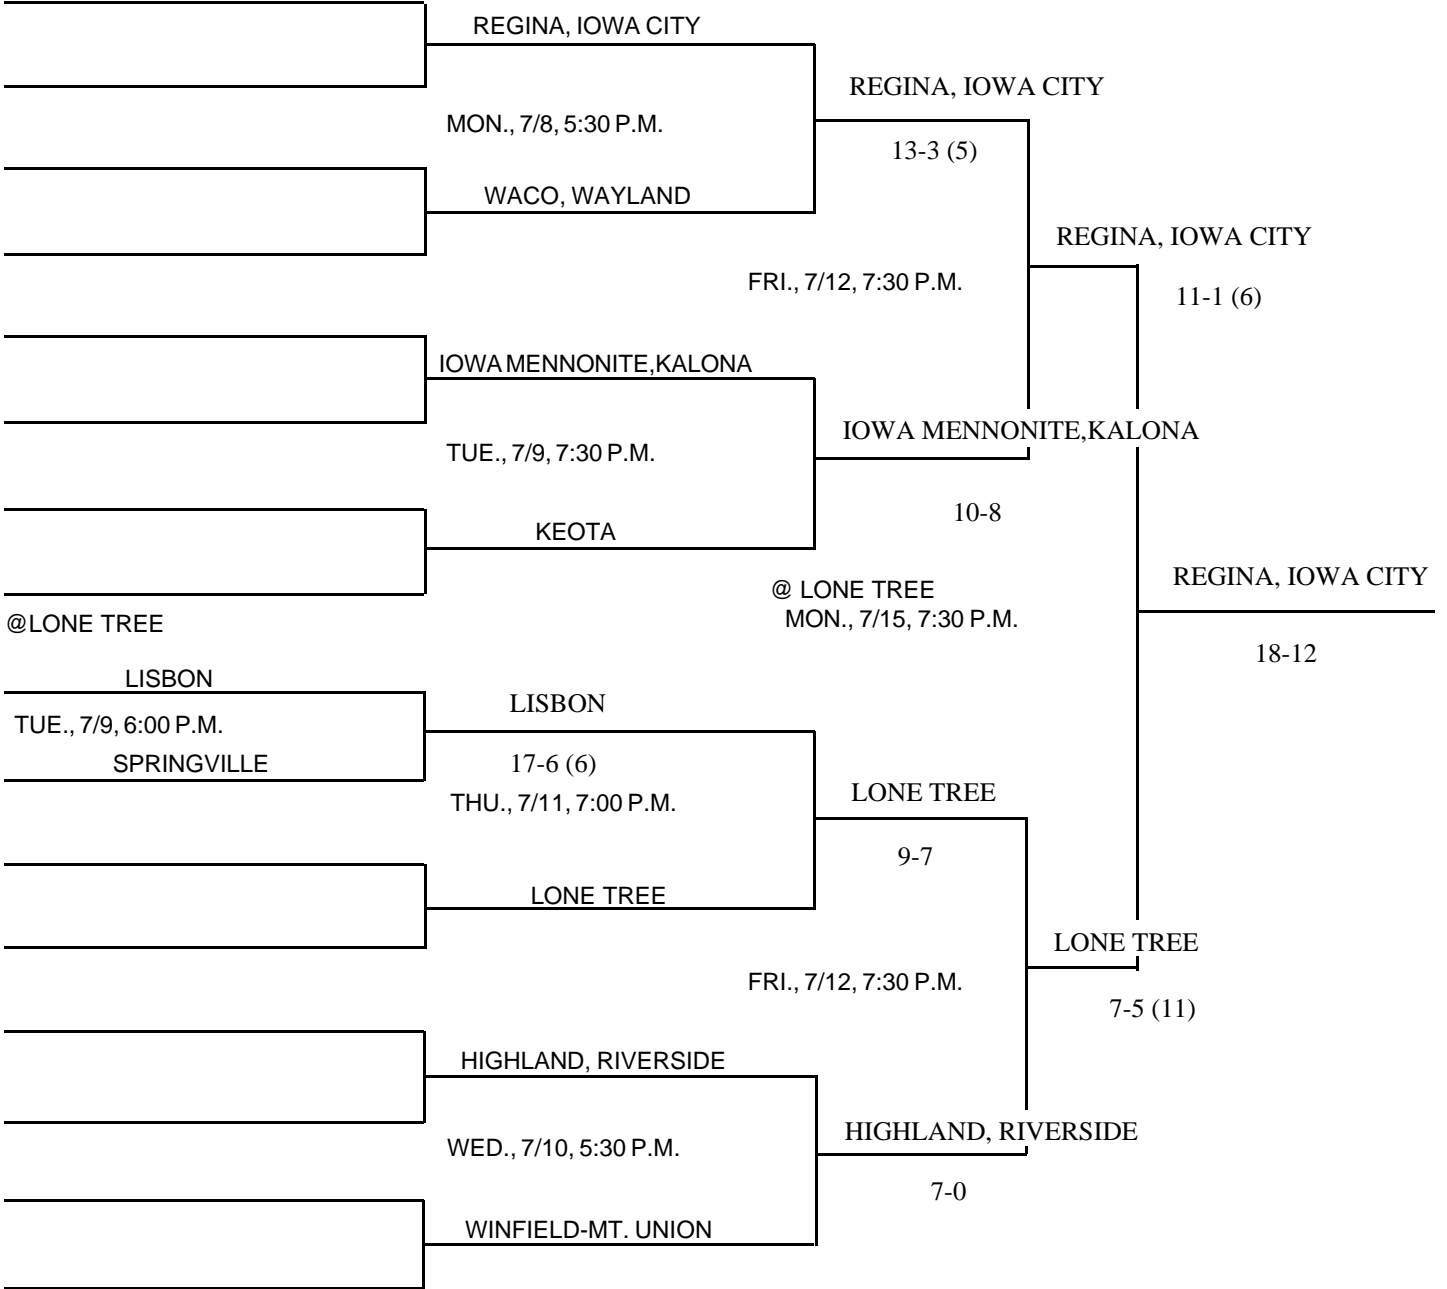 REGINA, IOWA CITY
REGINA, IOWA CITY
MON., 7/8, 5:30 P.M.
13-3 (5)
WACO, WAYLAND
REGINA, IOWA CITY
FRI., 7/12, 7:30 P.M.
11-1 (6)
IOWA MENNONITE,KALONA
IOWA MENNONITE,KALONA
TUE., 7/9, 7:30 P.M.
10-8
KEOTA
REGINA, IOWA CITY
@ LONE TREE
MON., 7/15, 7:30 P.M.
@LONE TREE
18-12
LISBON
LISBON
TUE., 7/9, 6:00 P.M.
SPRINGVILLE
17-6 (6)
THU., 7/11, 7:00 P.M.
LONE TREE
9-7
LONE TREE
LONE TREE
FRI., 7/12, 7:30 P.M.
7-5 (11)
HIGHLAND, RIVERSIDE
HIGHLAND, RIVERSIDE
WED., 7/10, 5:30 P.M.
7-0
WINFIELD-MT. UNION